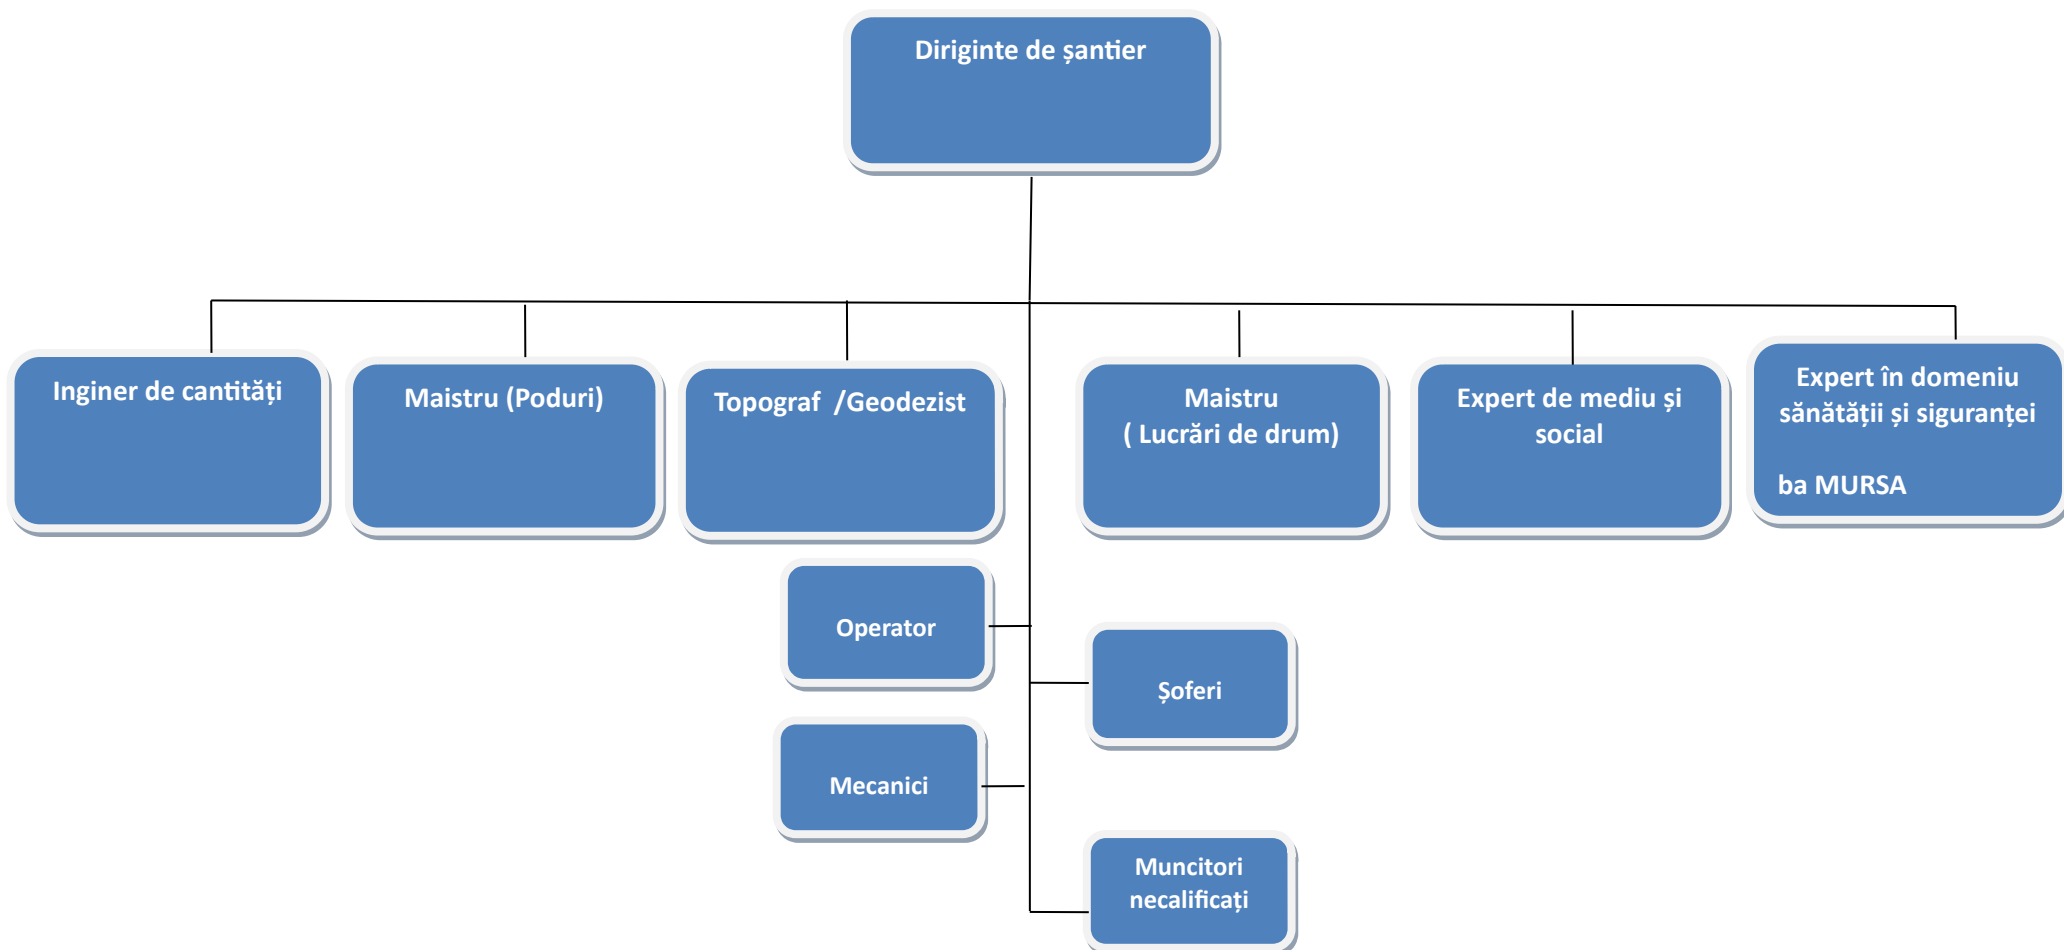 Diriginte de șantier
Inginer de cantități
Maistru (Poduri)
Topograf /Geodezist
Maistru
( Lucrări de drum)
Expert de mediu și
social
Expert în domeniu
sănătății și siguranței
ba MURSA
Operator
Șoferi
Mecanici
Muncitori
necalificați